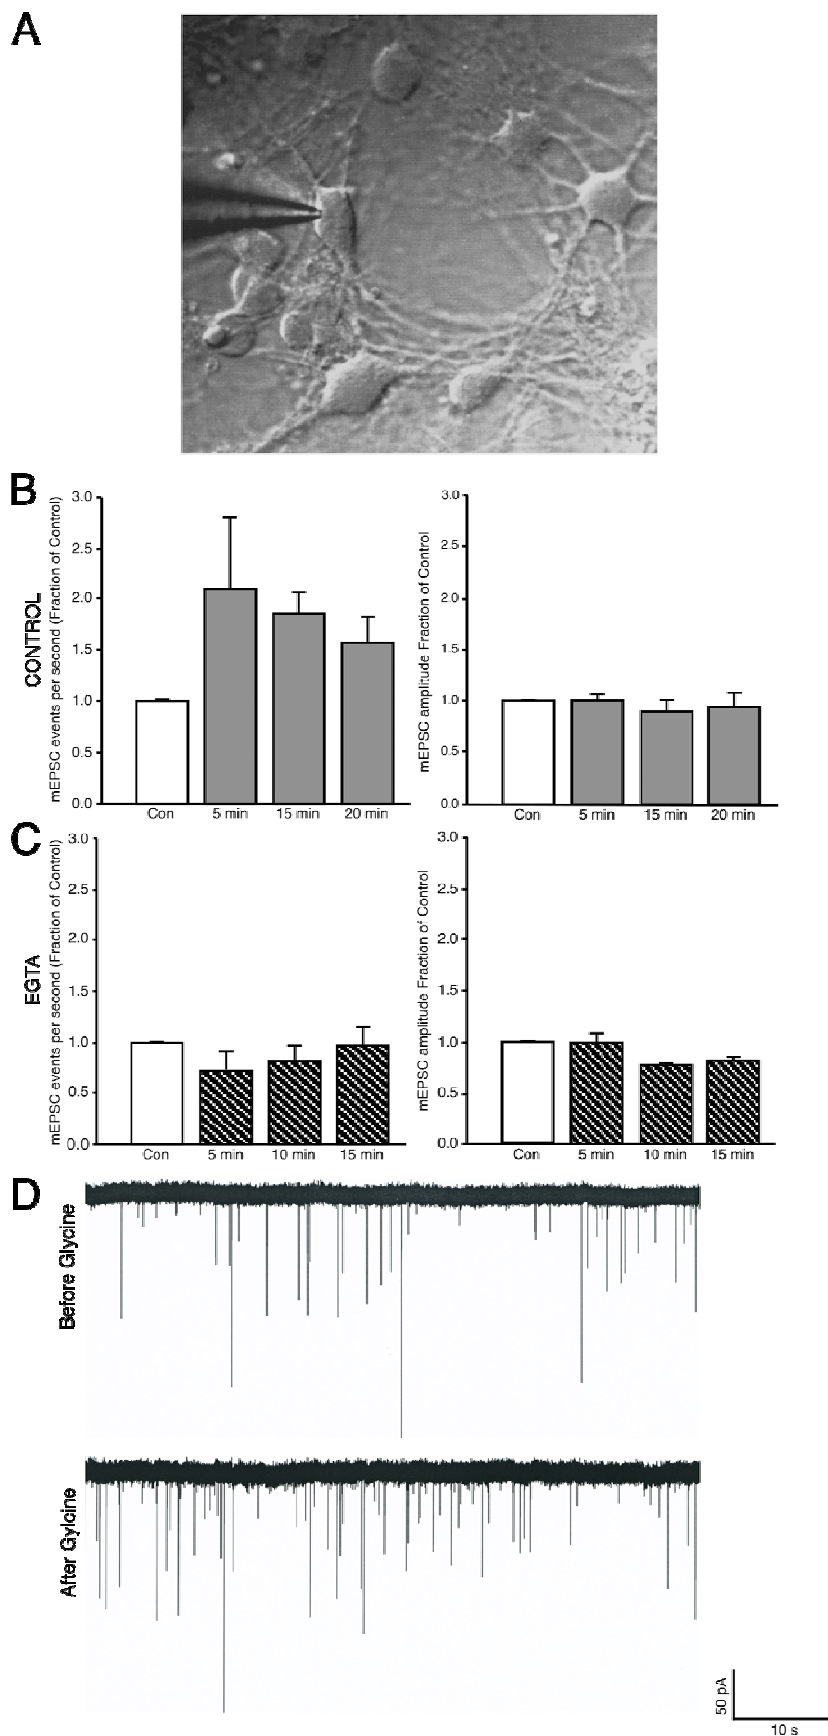 A
B
CONTROL
mEPSC events per second (Fraction of Control)
3.0
2.5
2.0
1.5
1.0
0.5
0.0
Con 5 min 15 min 20 min
mEPSC amplitude Fraction of Control
3.0
2.5
2.0
1.5
1.0
0.5
0.0
Con 5 min 15 min 20 min
C
EGTA
mEPSC events per second (Fraction of Control)
3.0
2.5
2.0
1.5
1.0
0.5
0.0
Con 5 min 10 min 15 min
mEPSC amplitude Fraction of Control
3.0
2.5
2.0
1.5
1.0
0.5
0.0
Con 5 min 10 min 15 min
D
Before Glycine
After Gylcine
50 pA
10 s